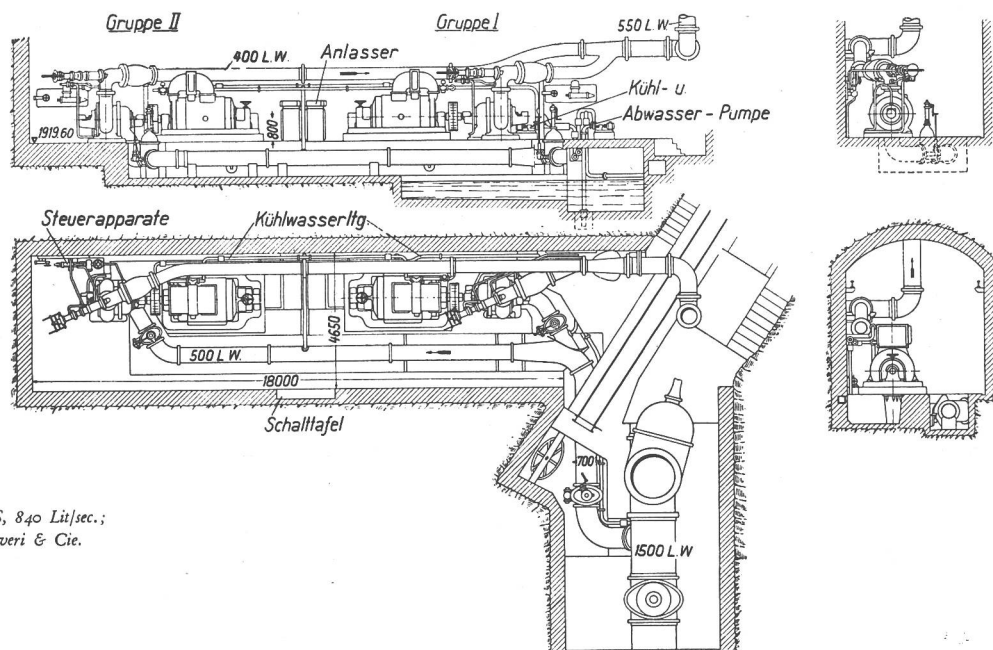 Gruppe II
Gruppe I
550 L.W.
400 L.W.
Anlasser
Kühl- u.
Abwasser-Pumpe
1919.60
800
Steuerapparate
Kühlwasserltg.
500 L.W.
4650
18000
Schalttafel
700
1500 L.W
840 Lit/sec.;
& Cie.